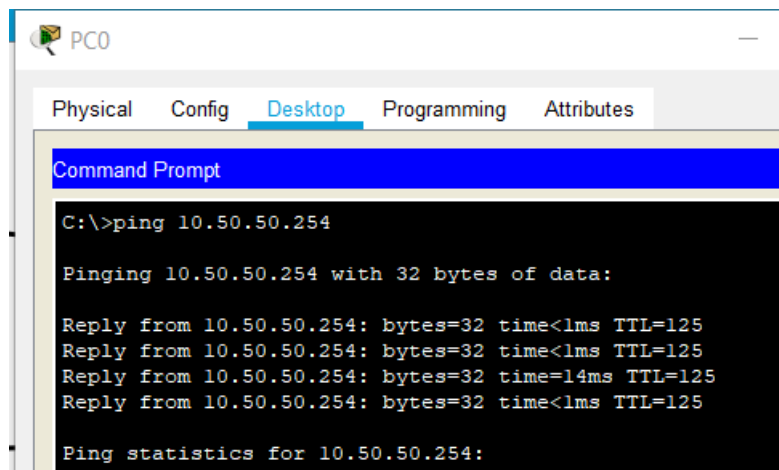 PC0
Physical Config Desktop Programming Attributes
Command Prompt
C:\>ping 10.50.50.254
Pinging 10.50.50.254 with 32 bytes of data:
Reply from 10.50.50.254: bytes=32 time<1ms TTL=125
Reply from 10.50.50.254: bytes=32 time<1ms TTL=125
Reply from 10.50.50.254: bytes=32 time=14ms TTL=125
Reply from 10.50.50.254: bytes=32 time<1ms TTL=125
Ping statistics for 10.50.50.254: